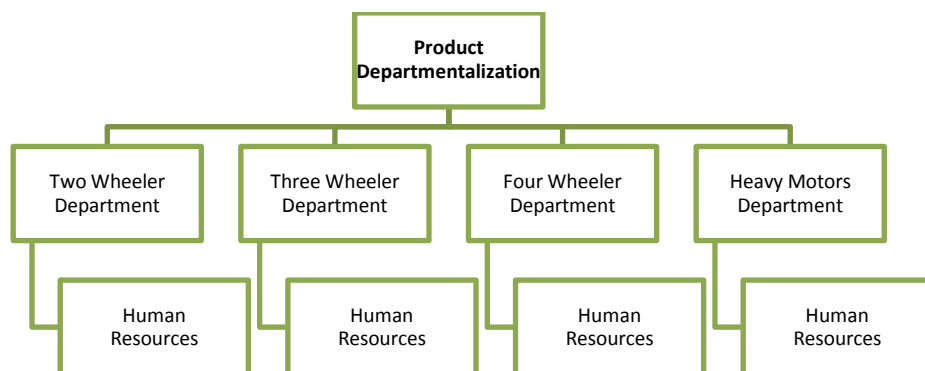 Product
Departmentalization
Two Wheeler
Department
Three Wheeler
Department
Four Wheeler
Department
Heavy Motors
Department
Human
Resources
Human
Resources
Human
Resources
Human
Resources